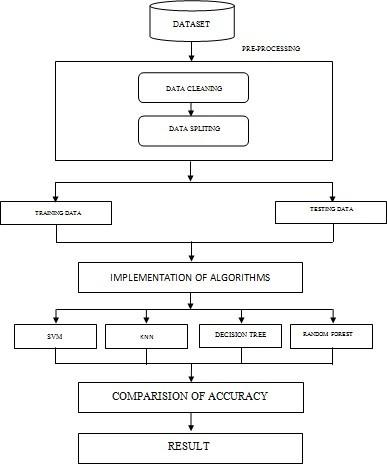 DATASET
PRE-PROCESSING
DATA CLEANING
DATA SPLITING
TRAINING DATA
TESTING DATA
IMPLEMENTATION OF ALGORITHMS
SVM
KNN
DECISION TREE
RANDOM FOREST
COMPARISION OF ACCURACY
RESULT